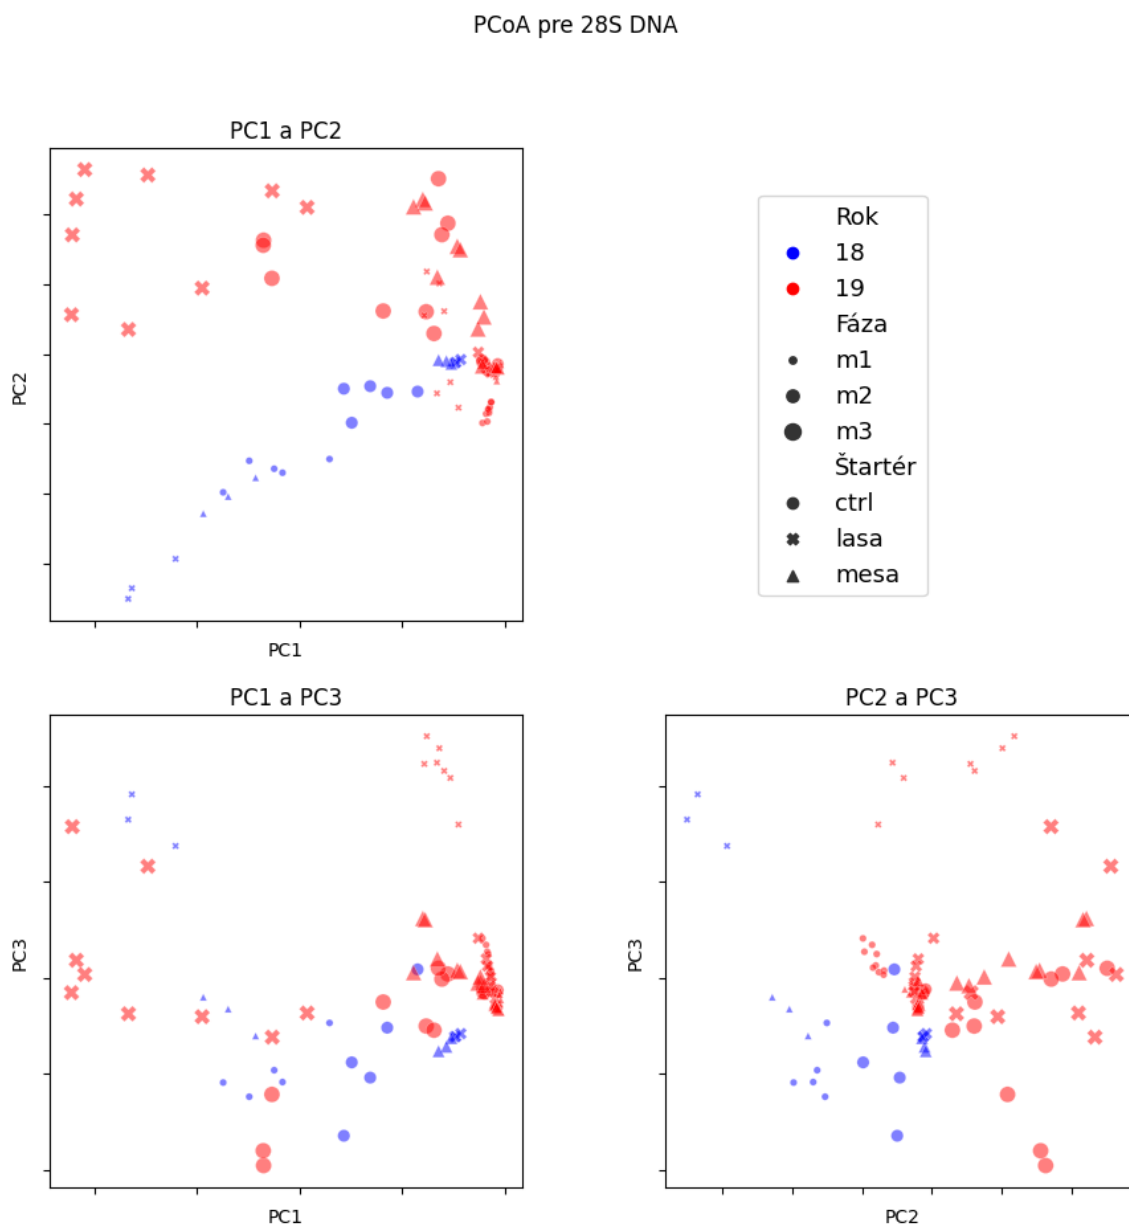 PCoA pre 28S DNA
PC1 a PC2
PC2
PC1
Rok
18
19
Fáza
m1
m2
m3
Štartér
ctrl
lasa
mesa
PC1 a PC3
PC3
PC1
PC2 a PC3
PC3
PC2